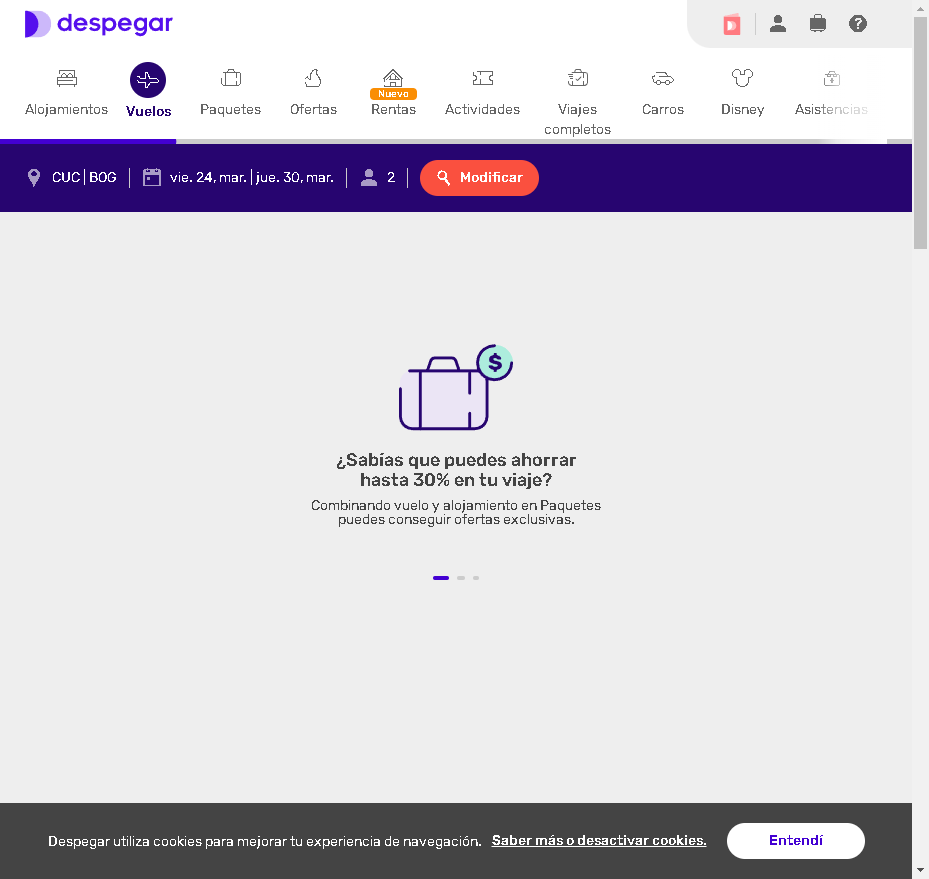 despegar
Alojamientos
Vuelos
Paquetes
Ofertas
Nuevo
Rentas
Actividades
Viajes
completos
Carros
Disney
Asistencias
CUC | BOG
vie. 24, mar. | jue. 30, mar.
2
Modificar
$
¿Sabías que puedes ahorrar
hasta 30% en tu viaje?
Combinando vuelo y alojamiento en Paquetes
puedes conseguir ofertas exclusivas.
Despegar utiliza cookies para mejorar tu experiencia de navegación. Saber más o desactivar cookies. Entendí